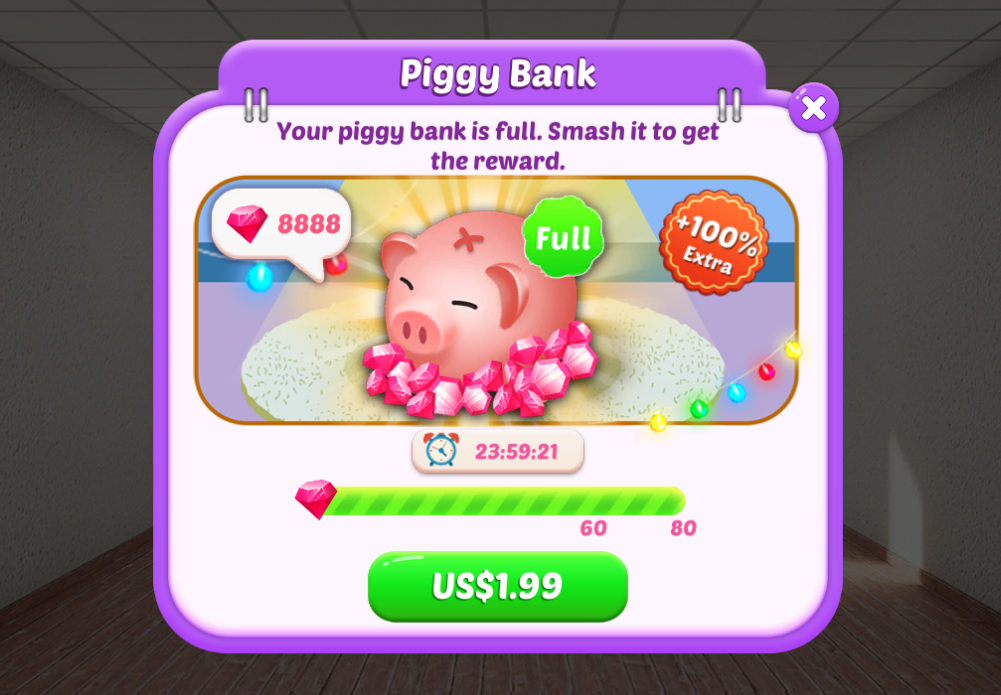 Piggy Bank
Your piggy bank is full. Smash it to get
the reward.
8888
Full
+100%
Extra
23:59:21
60 80
US$1.99